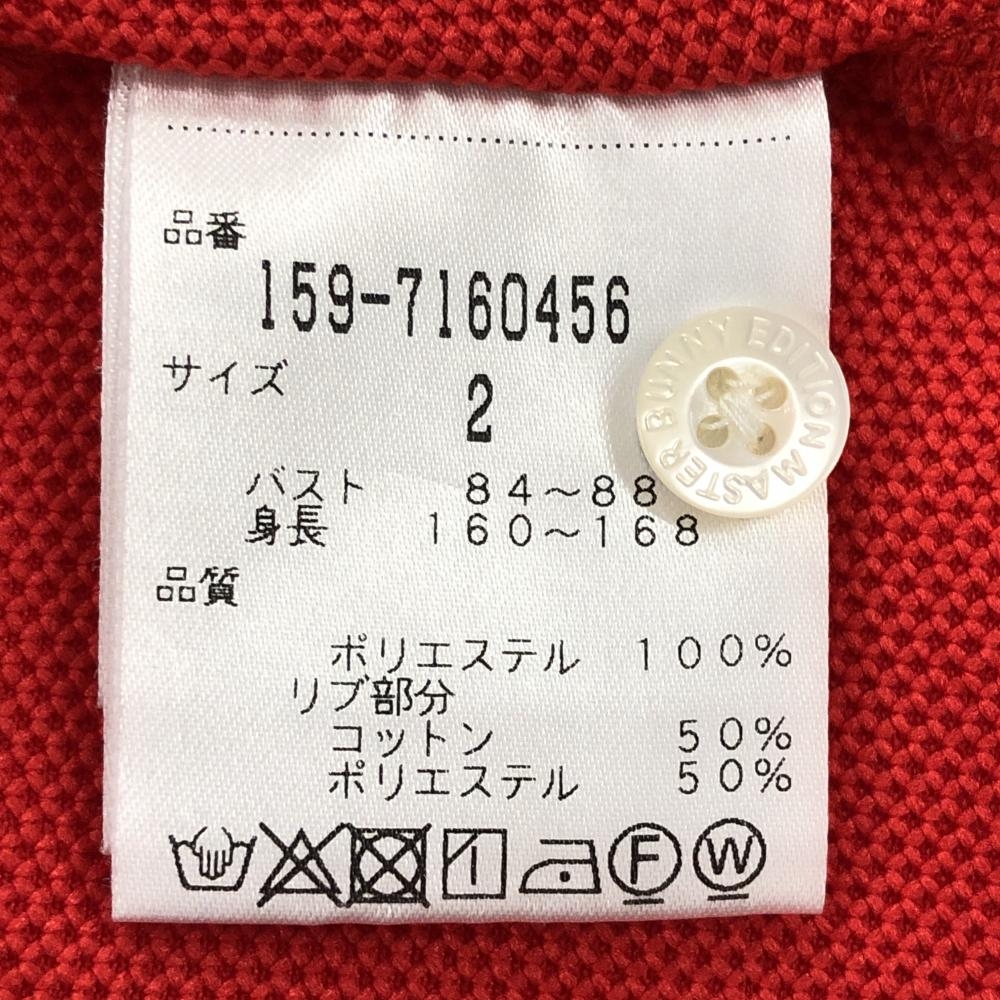 品番
159-7160456
サイズ
2
バスト 84～88
身長 160～168
品質
ポリエステル 100%
リブ部分
コットン 50%
ポリエステル 50%
F
W
MASTER BUNNY EDITION